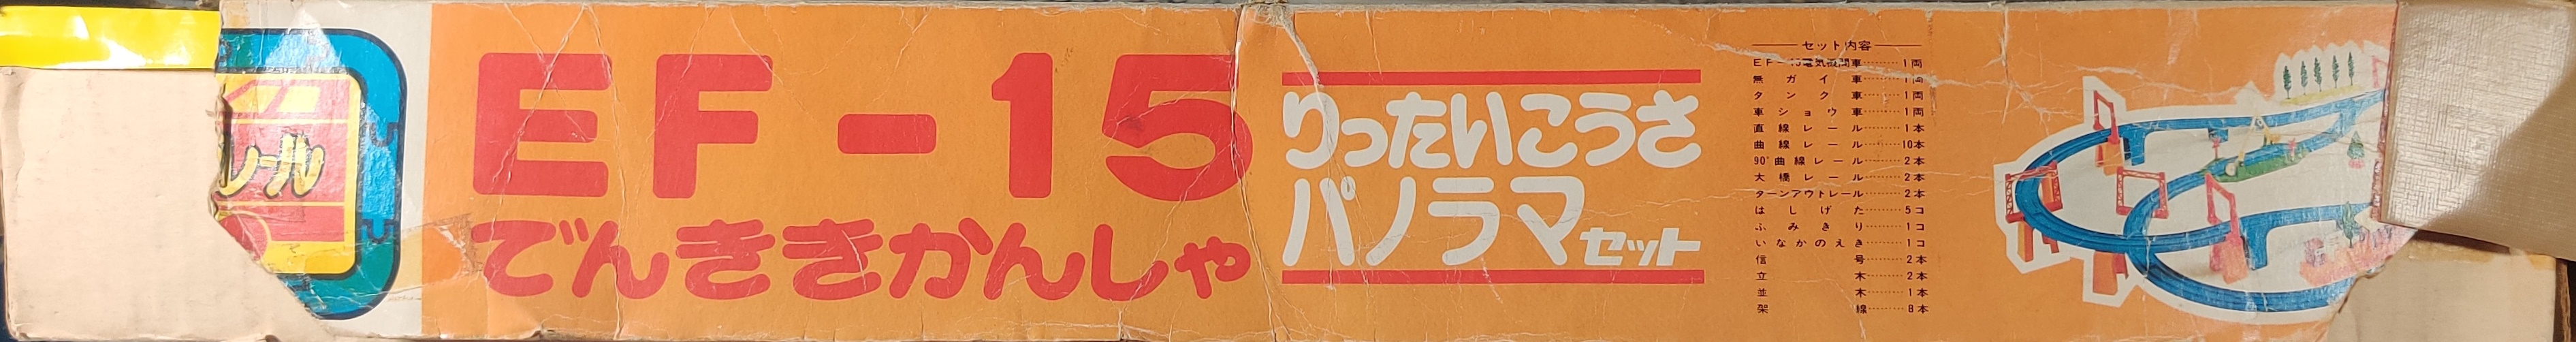 レール
EF-15
でんききかんしゃ
りったいこうさ
パノラマセット
セット内容
EF-15電気機関車………1両
無ガイ車………1両
タンク車………1両
車ショウ車………1両
直線レール………1本
曲線レール………10本
90°曲線レール………2本
大橋レール………2本
ターンアウトレール………2本
はしげた………5コ
ふみきり………1コ
いなかのえき………1コ
信号………2本
立木………2本
並木………1本
架線………8本